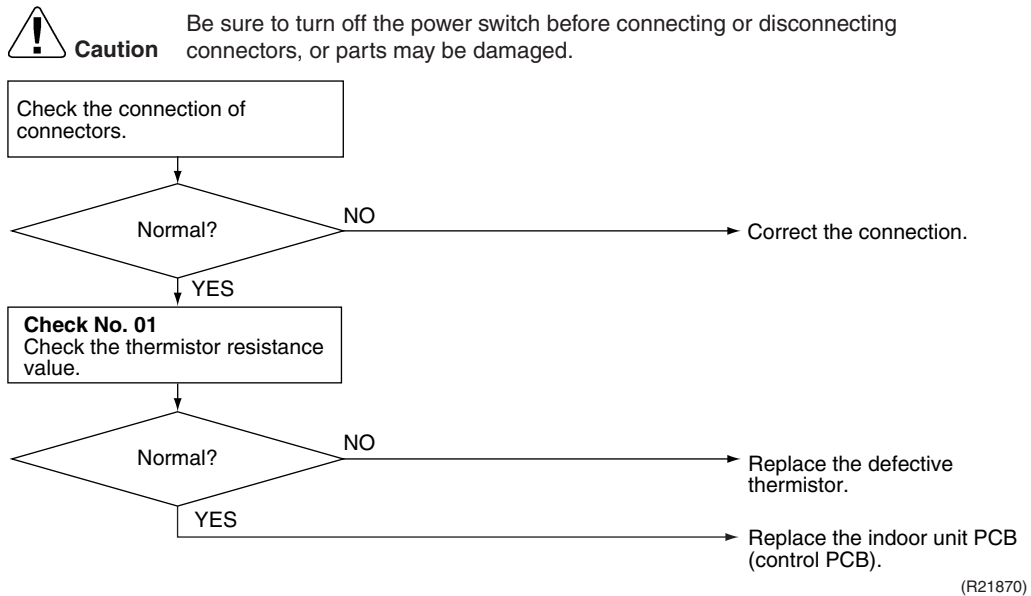 Caution
Be sure to turn off the power switch before connecting or disconnecting
connectors, or parts may be damaged.
Check the connection of
connectors.
Normal?
NO
Correct the connection.
YES
Check No. 01
Check the thermistor resistance
value.
Normal?
NO
Replace the defective
thermistor.
YES
Replace the indoor unit PCB
(control PCB).
(R21870)